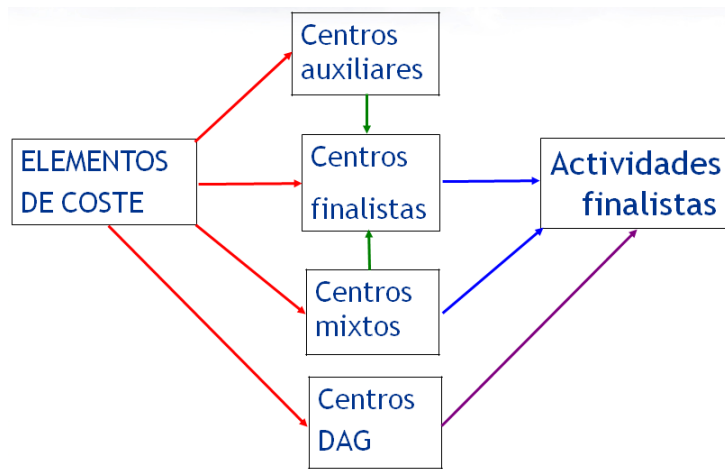 Centros
auxiliares
ELEMENTOS
DE COSTE
Centros
finalistas
Actividades
finalistas
Centros
mixtos
Centros
DAG